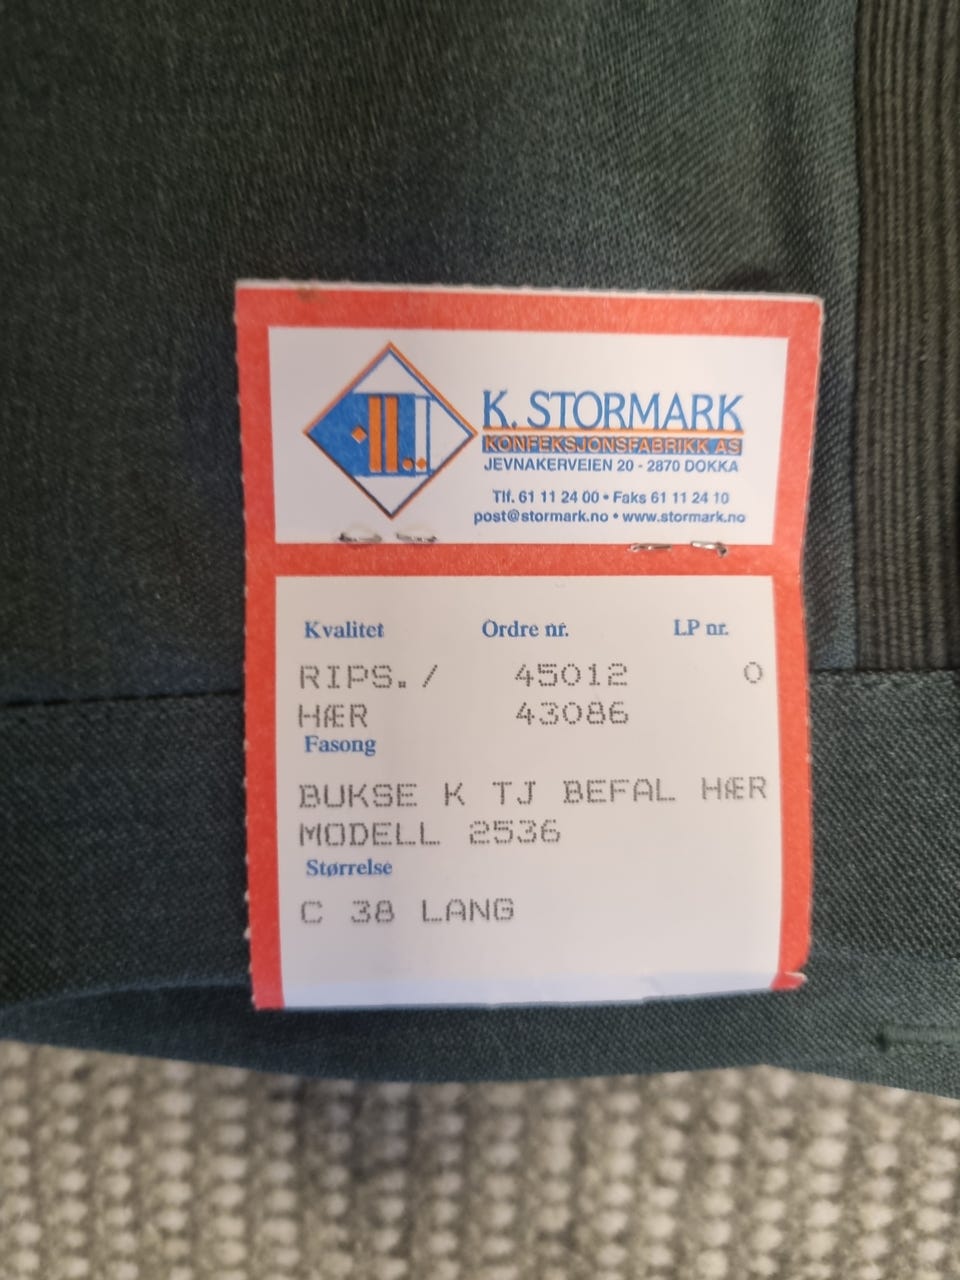 K. STORMARK
KONFEKSJONSFABRIKK AS
JEVNAKERVEIEN 20 - 2870 DOKKA
Tlf. 61 11 24 00 • Faks 61 11 24 10
post@stormark.no • www.stormark.no
Kvalitet Ordre nr. LP nr.
RIPS./ 45012 0
HÆR 43086
Fasong
BUKSE K TJ BEFAL HÆR
MODELL 2536
Størrelse
C 38 LANG